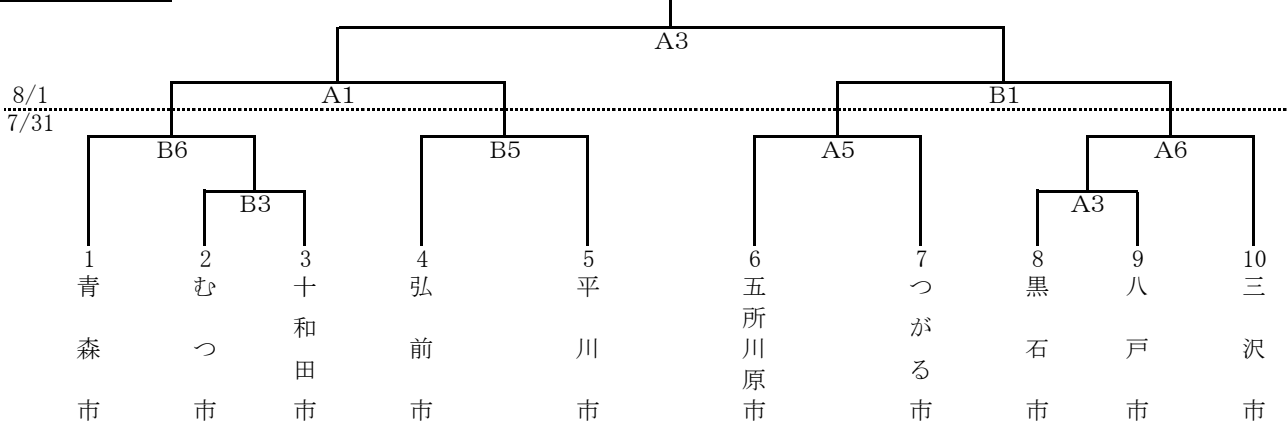 A3
8/1
A1
B1
7/31
B6
B5
A5
A6
B3
A3
1
2
3
4
5
6
7
8
9
10
青森市
むつ市
十和田市
弘前市
平川市
五所川原市
つがる市
黒石市
八戸市
三沢市